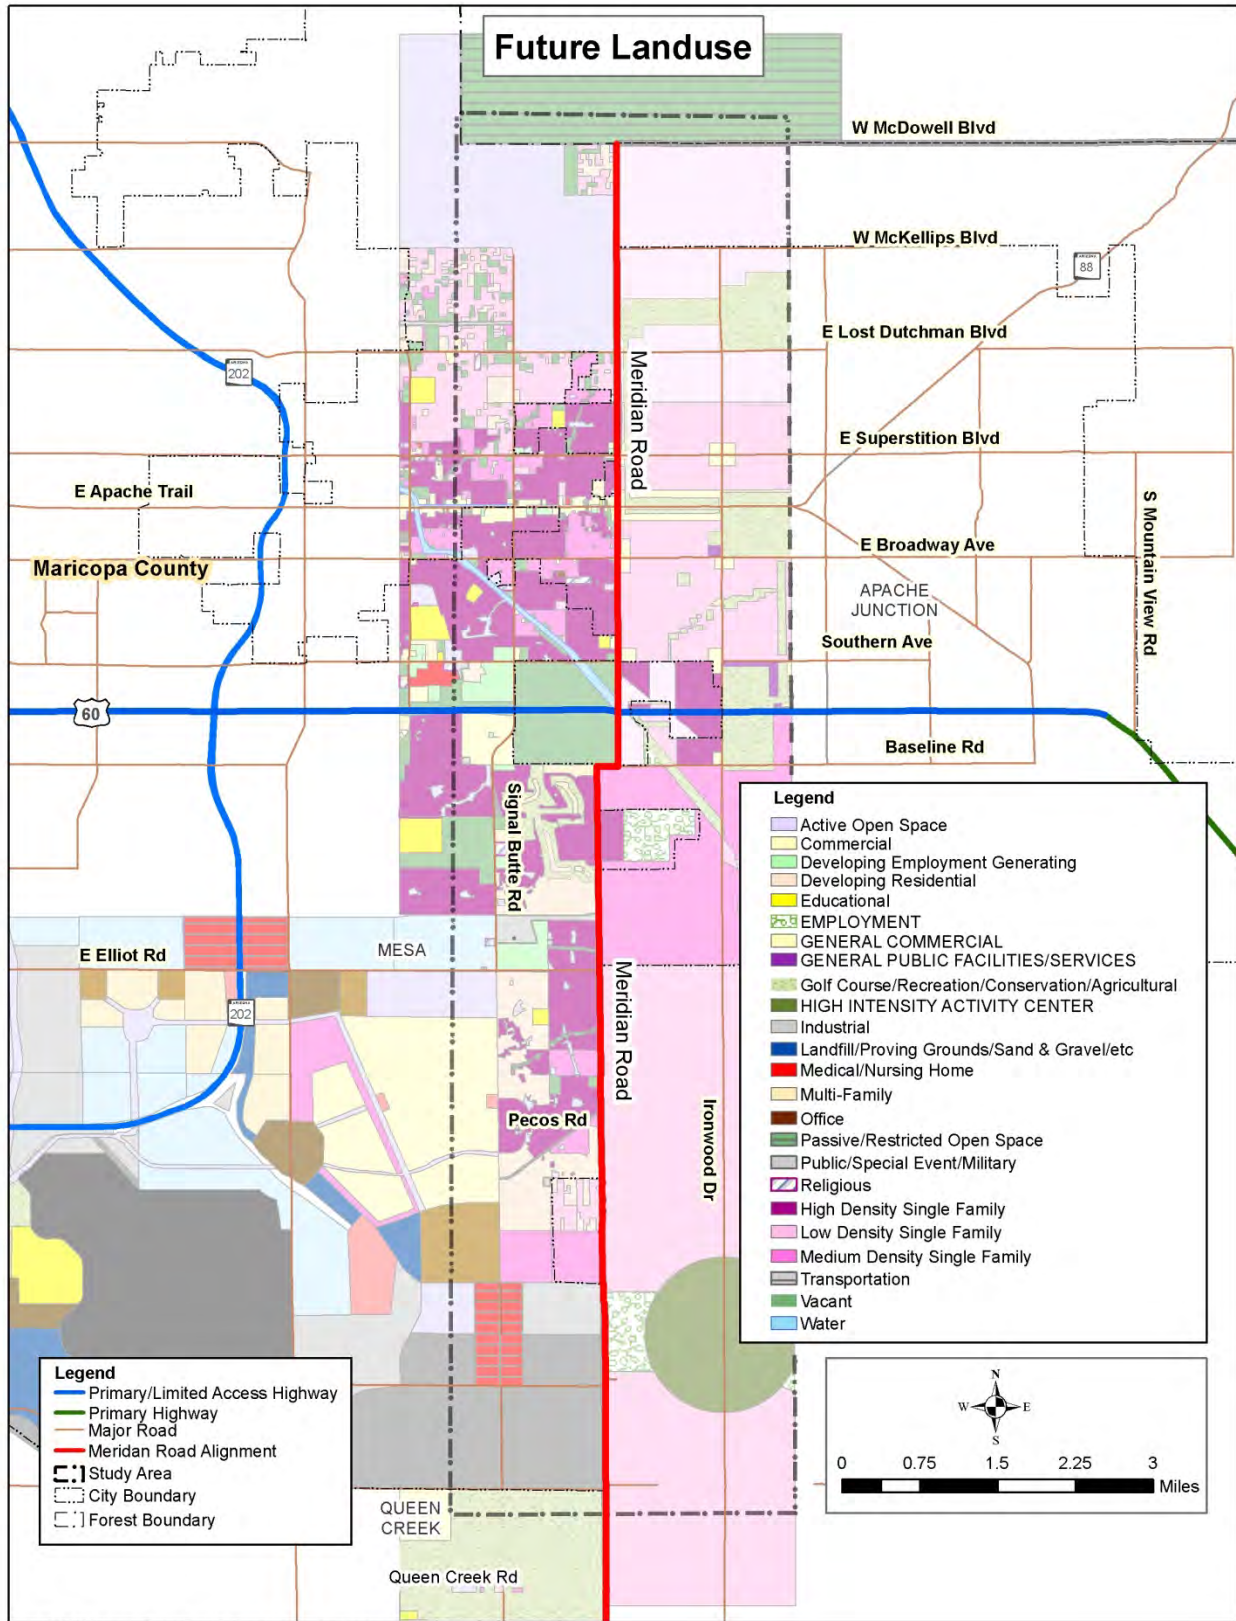 Future Landuse
W McDowell Blvd
W McKellips Blvd
ARIZONA
88
E Lost Dutchman Blvd
ARIZONA
202
Meridian Road
E Superstition Blvd
E Apache Trail
S Mountain View Rd
E Broadway Ave
Maricopa County
APACHE
JUNCTION
Southern Ave
60
Baseline Rd
Signal Butte Rd
Legend
Active Open Space
Commercial
Developing Employment Generating
Developing Residential
Educational
EMPLOYMENT
GENERAL COMMERCIAL
GENERAL PUBLIC FACILITIES/SERVICES
Golf Course/Recreation/Conservation/Agricultural
HIGH INTENSITY ACTIVITY CENTER
Industrial
Landfill/Proving Grounds/Sand & Gravel/etc
Medical/Nursing Home
Multi-Family
Office
Passive/Restricted Open Space
Public/Special Event/Military
Religious
High Density Single Family
Low Density Single Family
Medium Density Single Family
Transportation
Vacant
Water
MESA
E Elliot Rd
ARIZONA
202
Meridian Road
Pecos Rd
Ironwood Dr
Legend
Primary/Limited Access Highway
Primary Highway
Major Road
Meridan Road Alignment
Study Area
City Boundary
Forest Boundary
QUEEN
CREEK
Queen Creek Rd
N
W E
S
0 0.75 1.5 2.25 3
Miles